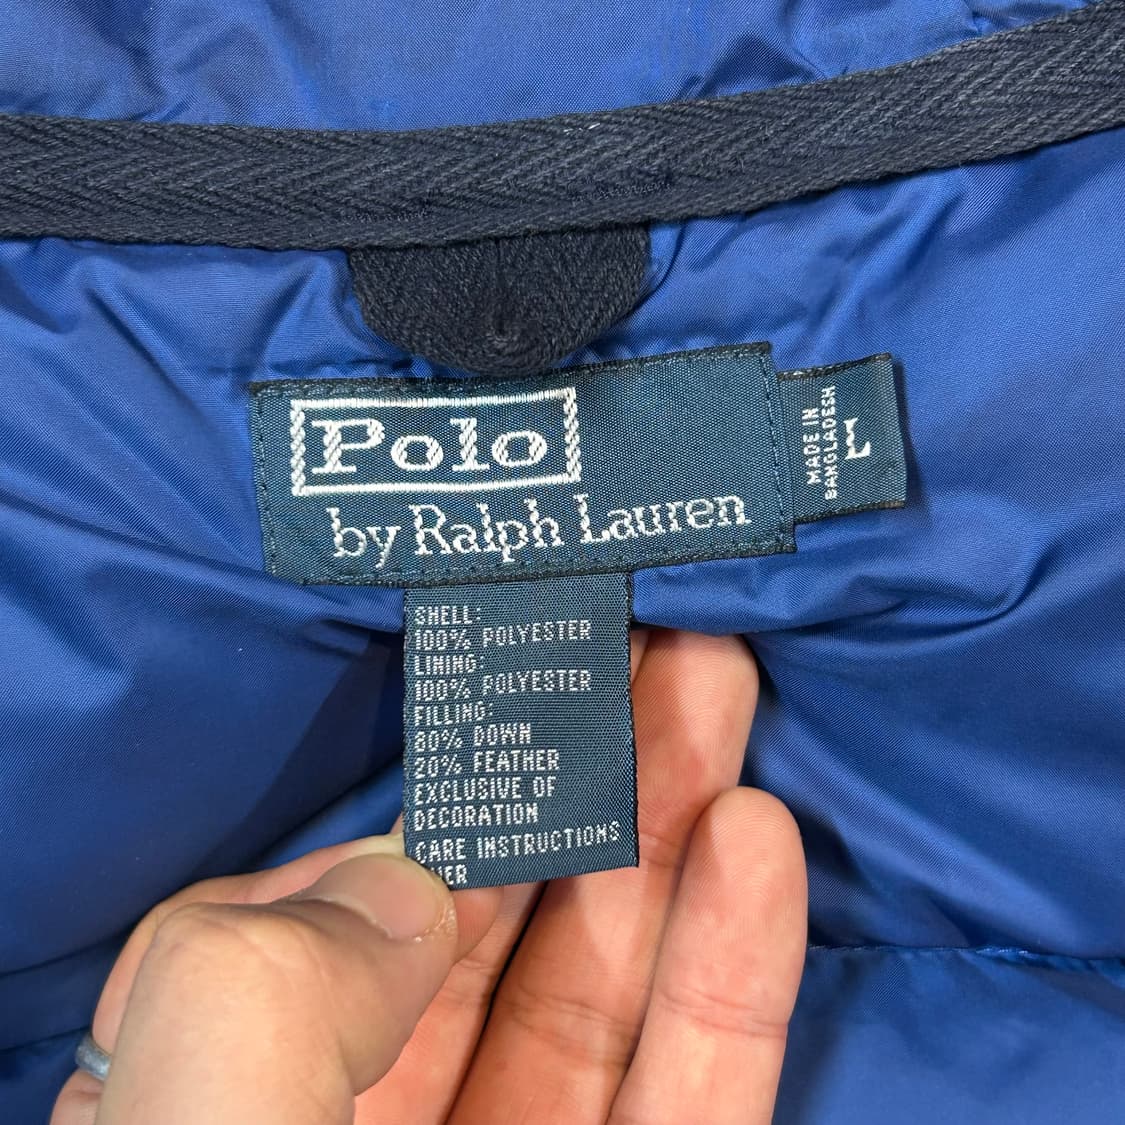 Polo
by Ralph Lauren
MADE IN
BANGLADESH
L
SHELL:
100% POLYESTER
LINING:
100% POLYESTER
FILLING:
80% DOWN
20% FEATHER
EXCLUSIVE OF
DECORATION
CARE INSTRUCTIONS